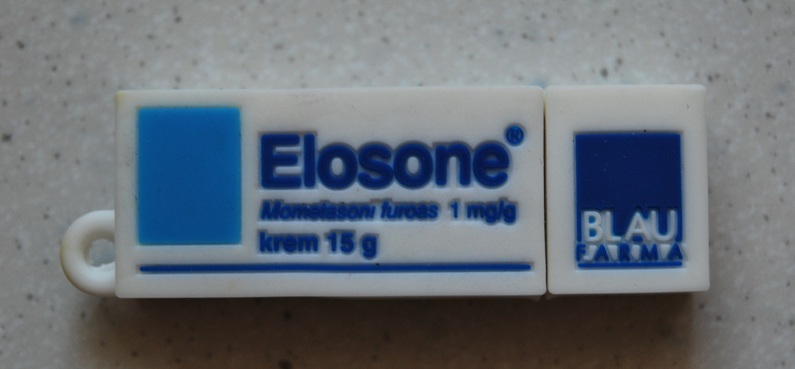 Elosone®
Mometasoni furoas 1 mg/g
krem 15 g
BLAU
FARMA